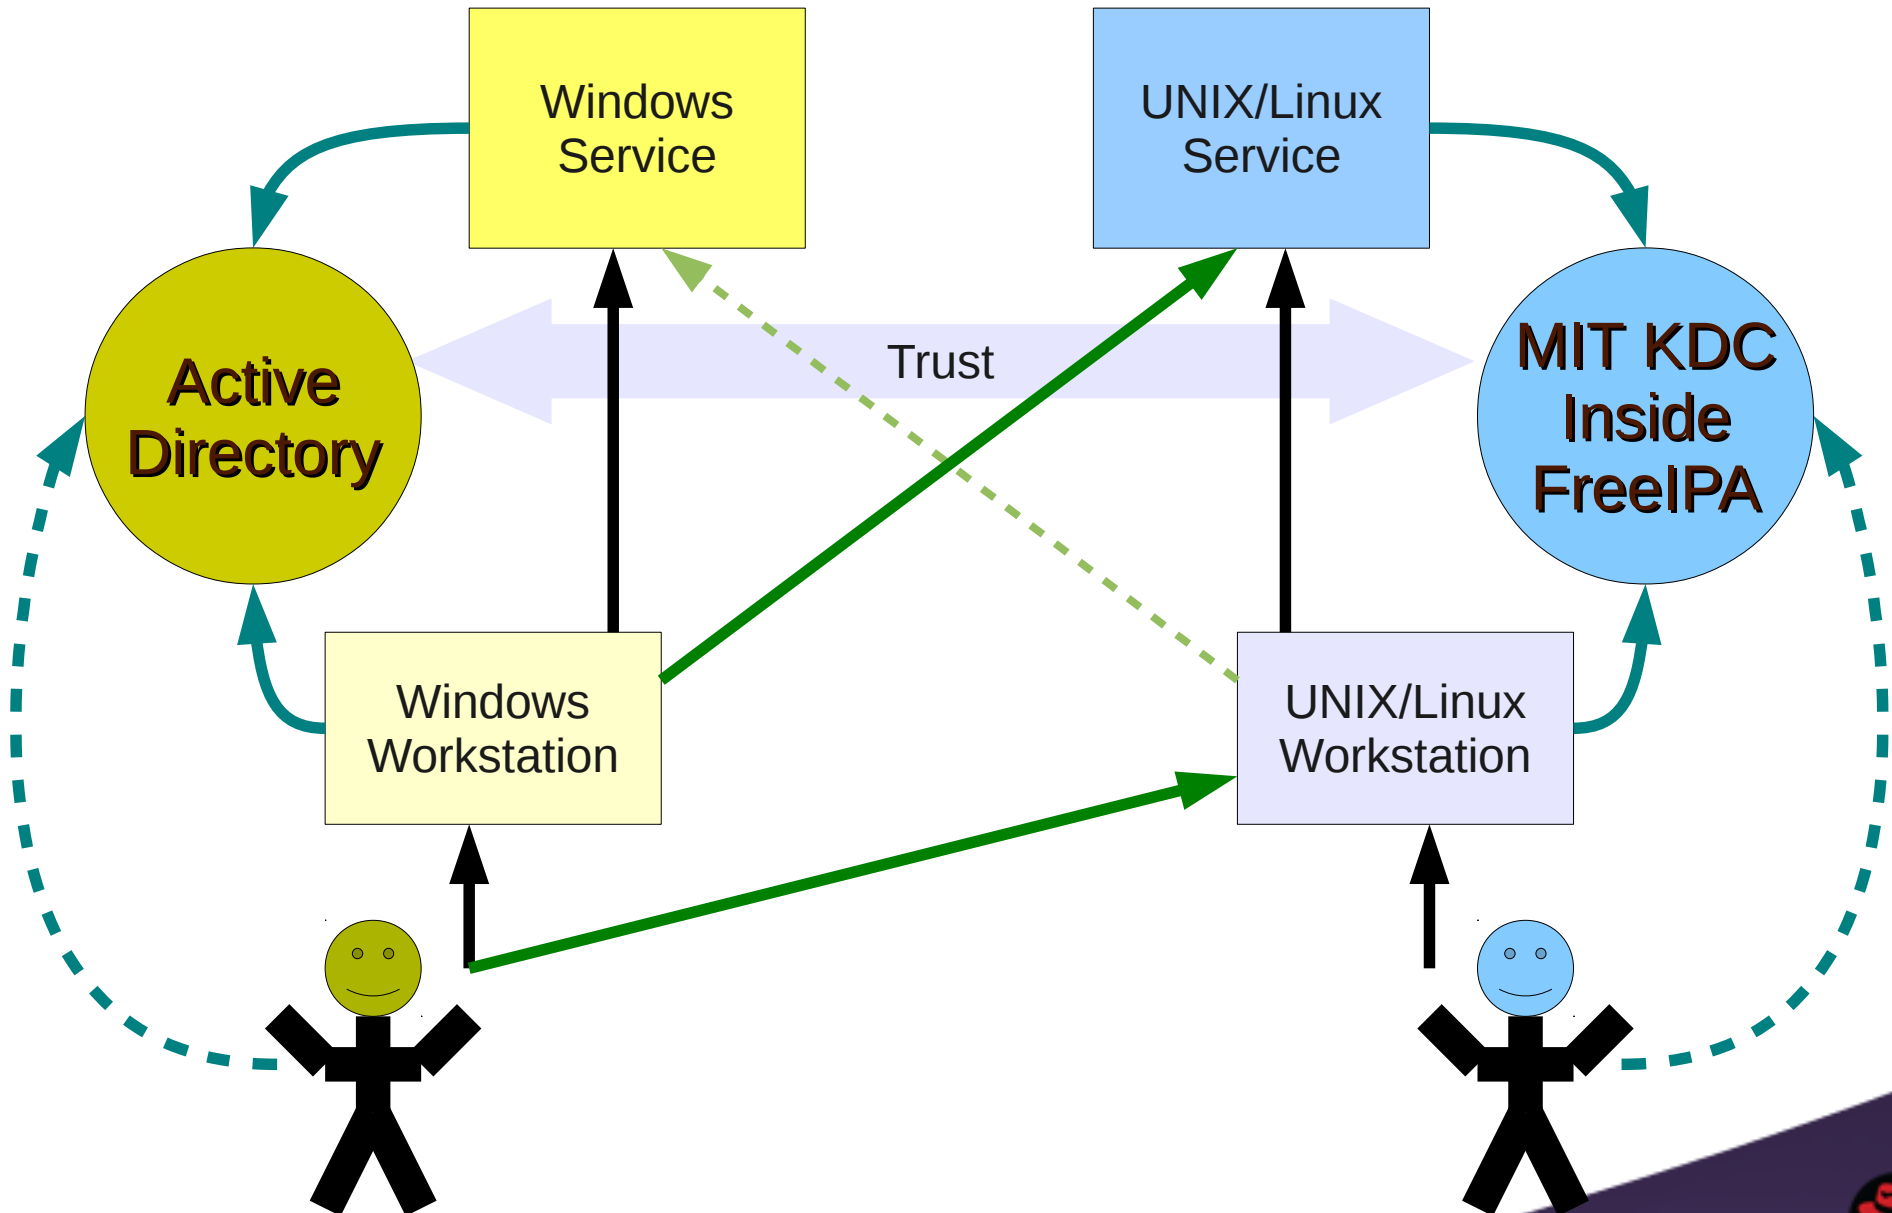 Windows
Service
UNIX/Linux
Service
Active
Directory
Trust
MIT KDC
Inside
FreeIPA
Windows
Workstation
UNIX/Linux
Workstation